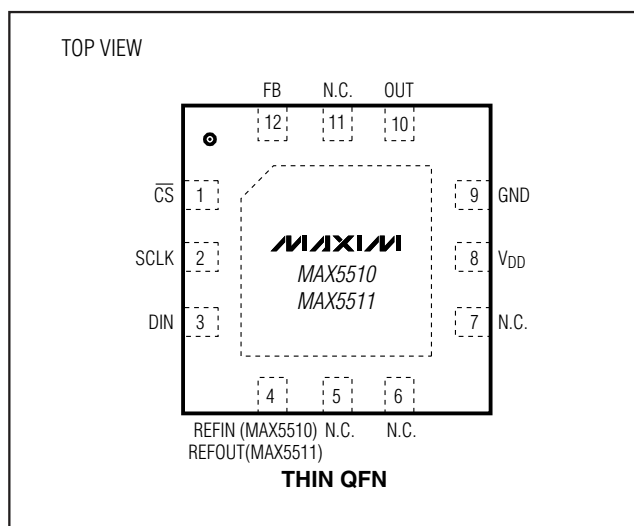 TOP VIEW
FB N.C. OUT
12 11 10
CS 1 9 GND
SCLK 2 8 VDD
DIN 3 7 N.C.
MAXIM
MAX5510
MAX5511
4 5 6
REFIN (MAX5510) N.C. N.C.
REFOUT(MAX5511)
THIN QFN